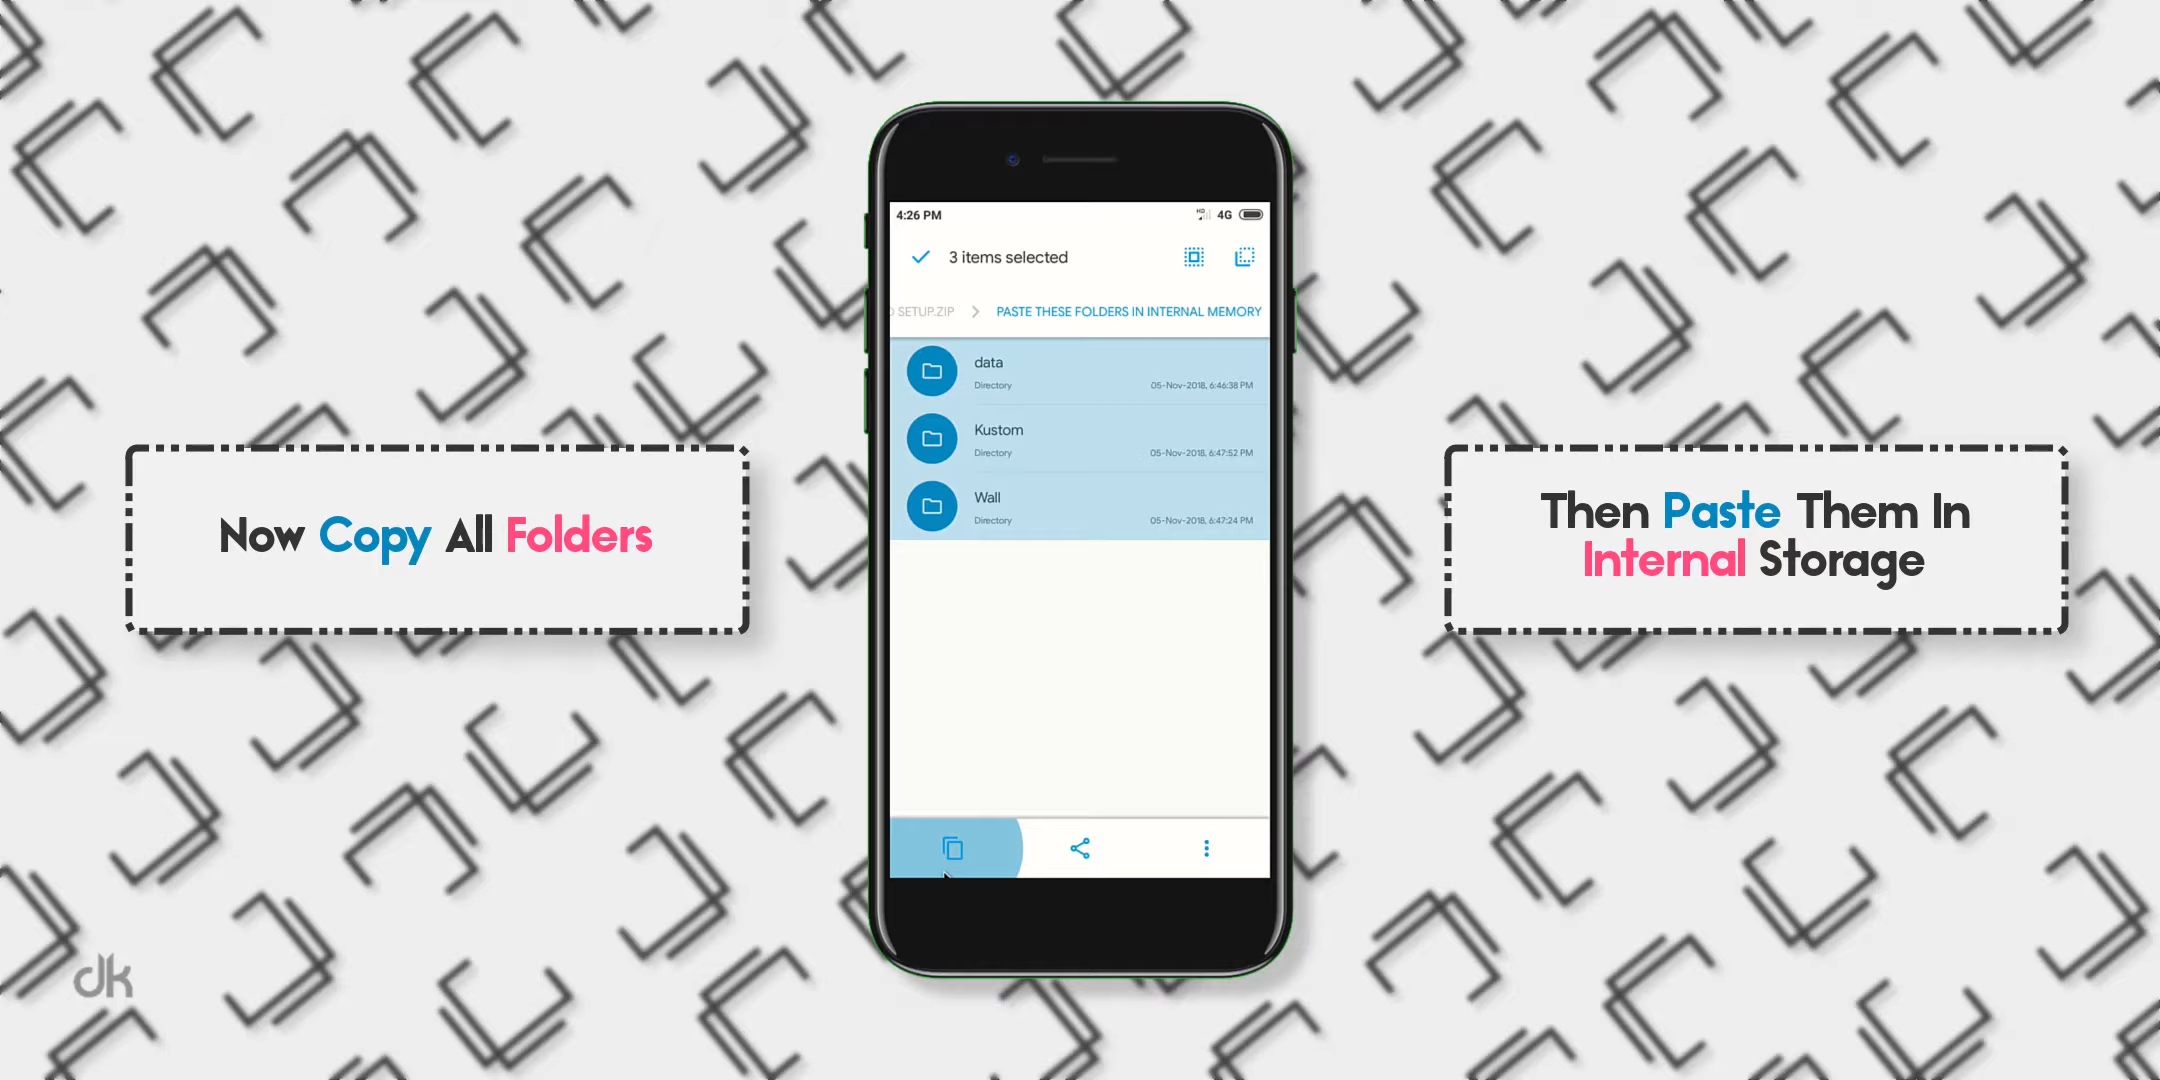 4:26 PM
HD 4G
3 items selected
SETUP.ZIP
PASTE THESE FOLDERS IN INTERNAL MEMORY
data
Directory 05-Nov-2018, 6:46:38 PM
Kustom
Directory 05-Nov-2018, 6:47:52 PM
Wall
Directory 05-Nov-2018, 6:47:24 PM
Now Copy All Folders
Then Paste Them In
Internal Storage
dk